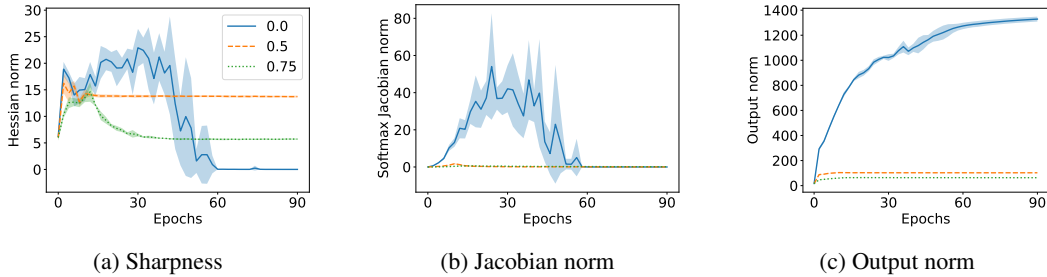 30
25
20
15
10
5
0
Hessian norm
0.0
0.5
0.75
0 30 60 90
Epochs
(a) Sharpness
80
60
40
20
0
Softmax Jacobian norm
0 30 60 90
Epochs
(b) Jacobian norm
1400
1200
1000
800
600
400
200
0
Output norm
0 30 60 90
Epochs
(c) Output norm